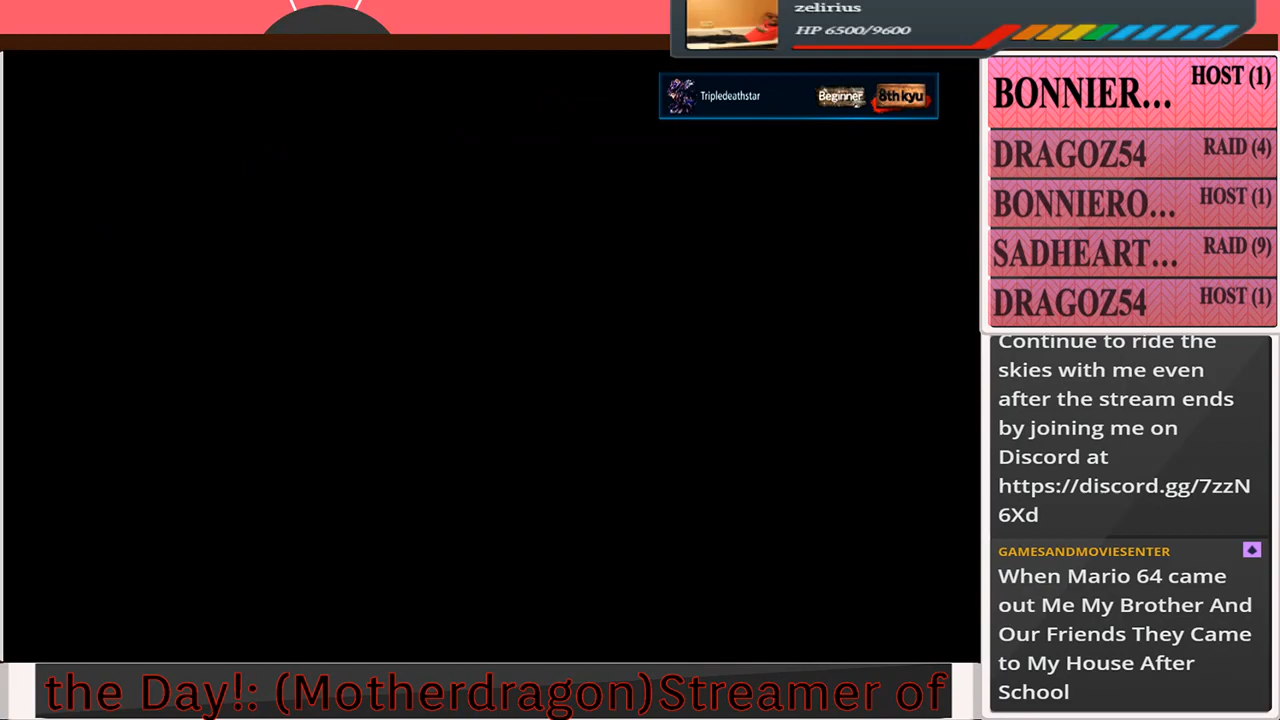 zelirius
HP 6500/9600
Tripledeathstar Beginner 8th kyu
BONNIER... HOST (1)
DRAGOZ54 RAID (4)
BONNIERO... HOST (1)
SADHEART... RAID (9)
DRAGOZ54 HOST (1)
Continue to ride the
skies with me even
after the stream ends
by joining me on
Discord at
https://discord.gg/7zzN
6Xd
GAMESANDMOVIESENTER
When Mario 64 came
out Me My Brother And
Our Friends They Came
to My House After
School
the Day!: (Motherdragon)Streamer of